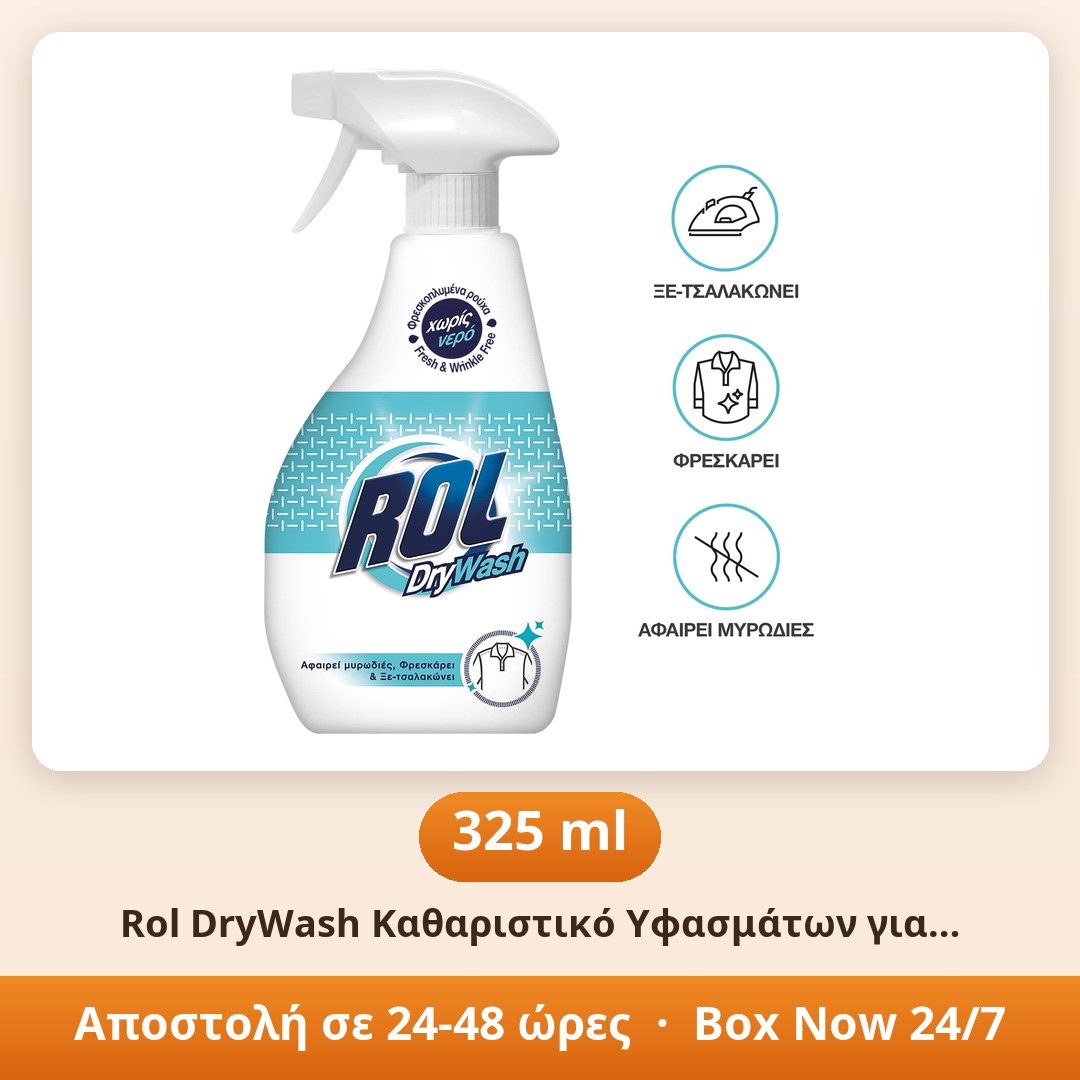 Φρεσκοπλυμένα ρούχα
χωρίς
νερό
Fresh & Wrinkle Free
ROL
DryWash
Αφαιρεί μυρωδιές, Φρεσκάρει
& Ξε-τσαλακώνει
ΞΕ-ΤΣΑΛΑΚΩΝΕΙ
ΦΡΕΣΚΑΡΕΙ
ΑΦΑΙΡΕΙ ΜΥΡΩΔΙΕΣ
325 ml
Rol DryWash Καθαριστικό Υφασμάτων για...
Αποστολή σε 24-48 ώρες · Box Now 24/7